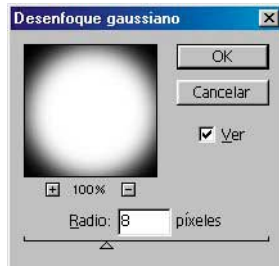 Desenfoque gaussiano
OK
Cancelar
Ver
100%
Radio: 8 píxeles